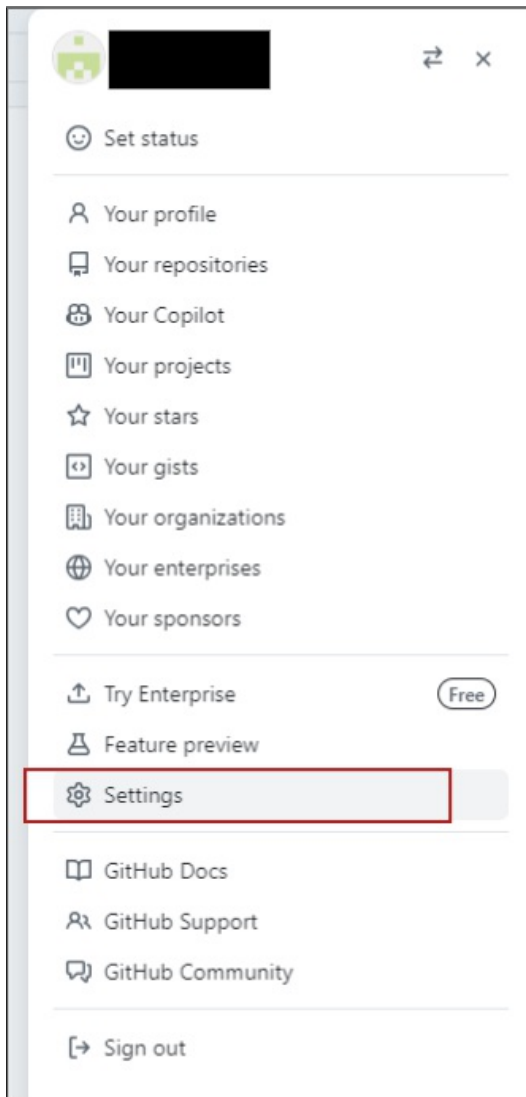 Set status
Your profile
Your repositories
Your Copilot
Your projects
Your stars
Your gists
Your organizations
Your enterprises
Your sponsors
Try Enterprise Free
Feature preview
Settings
GitHub Docs
GitHub Support
GitHub Community
Sign out